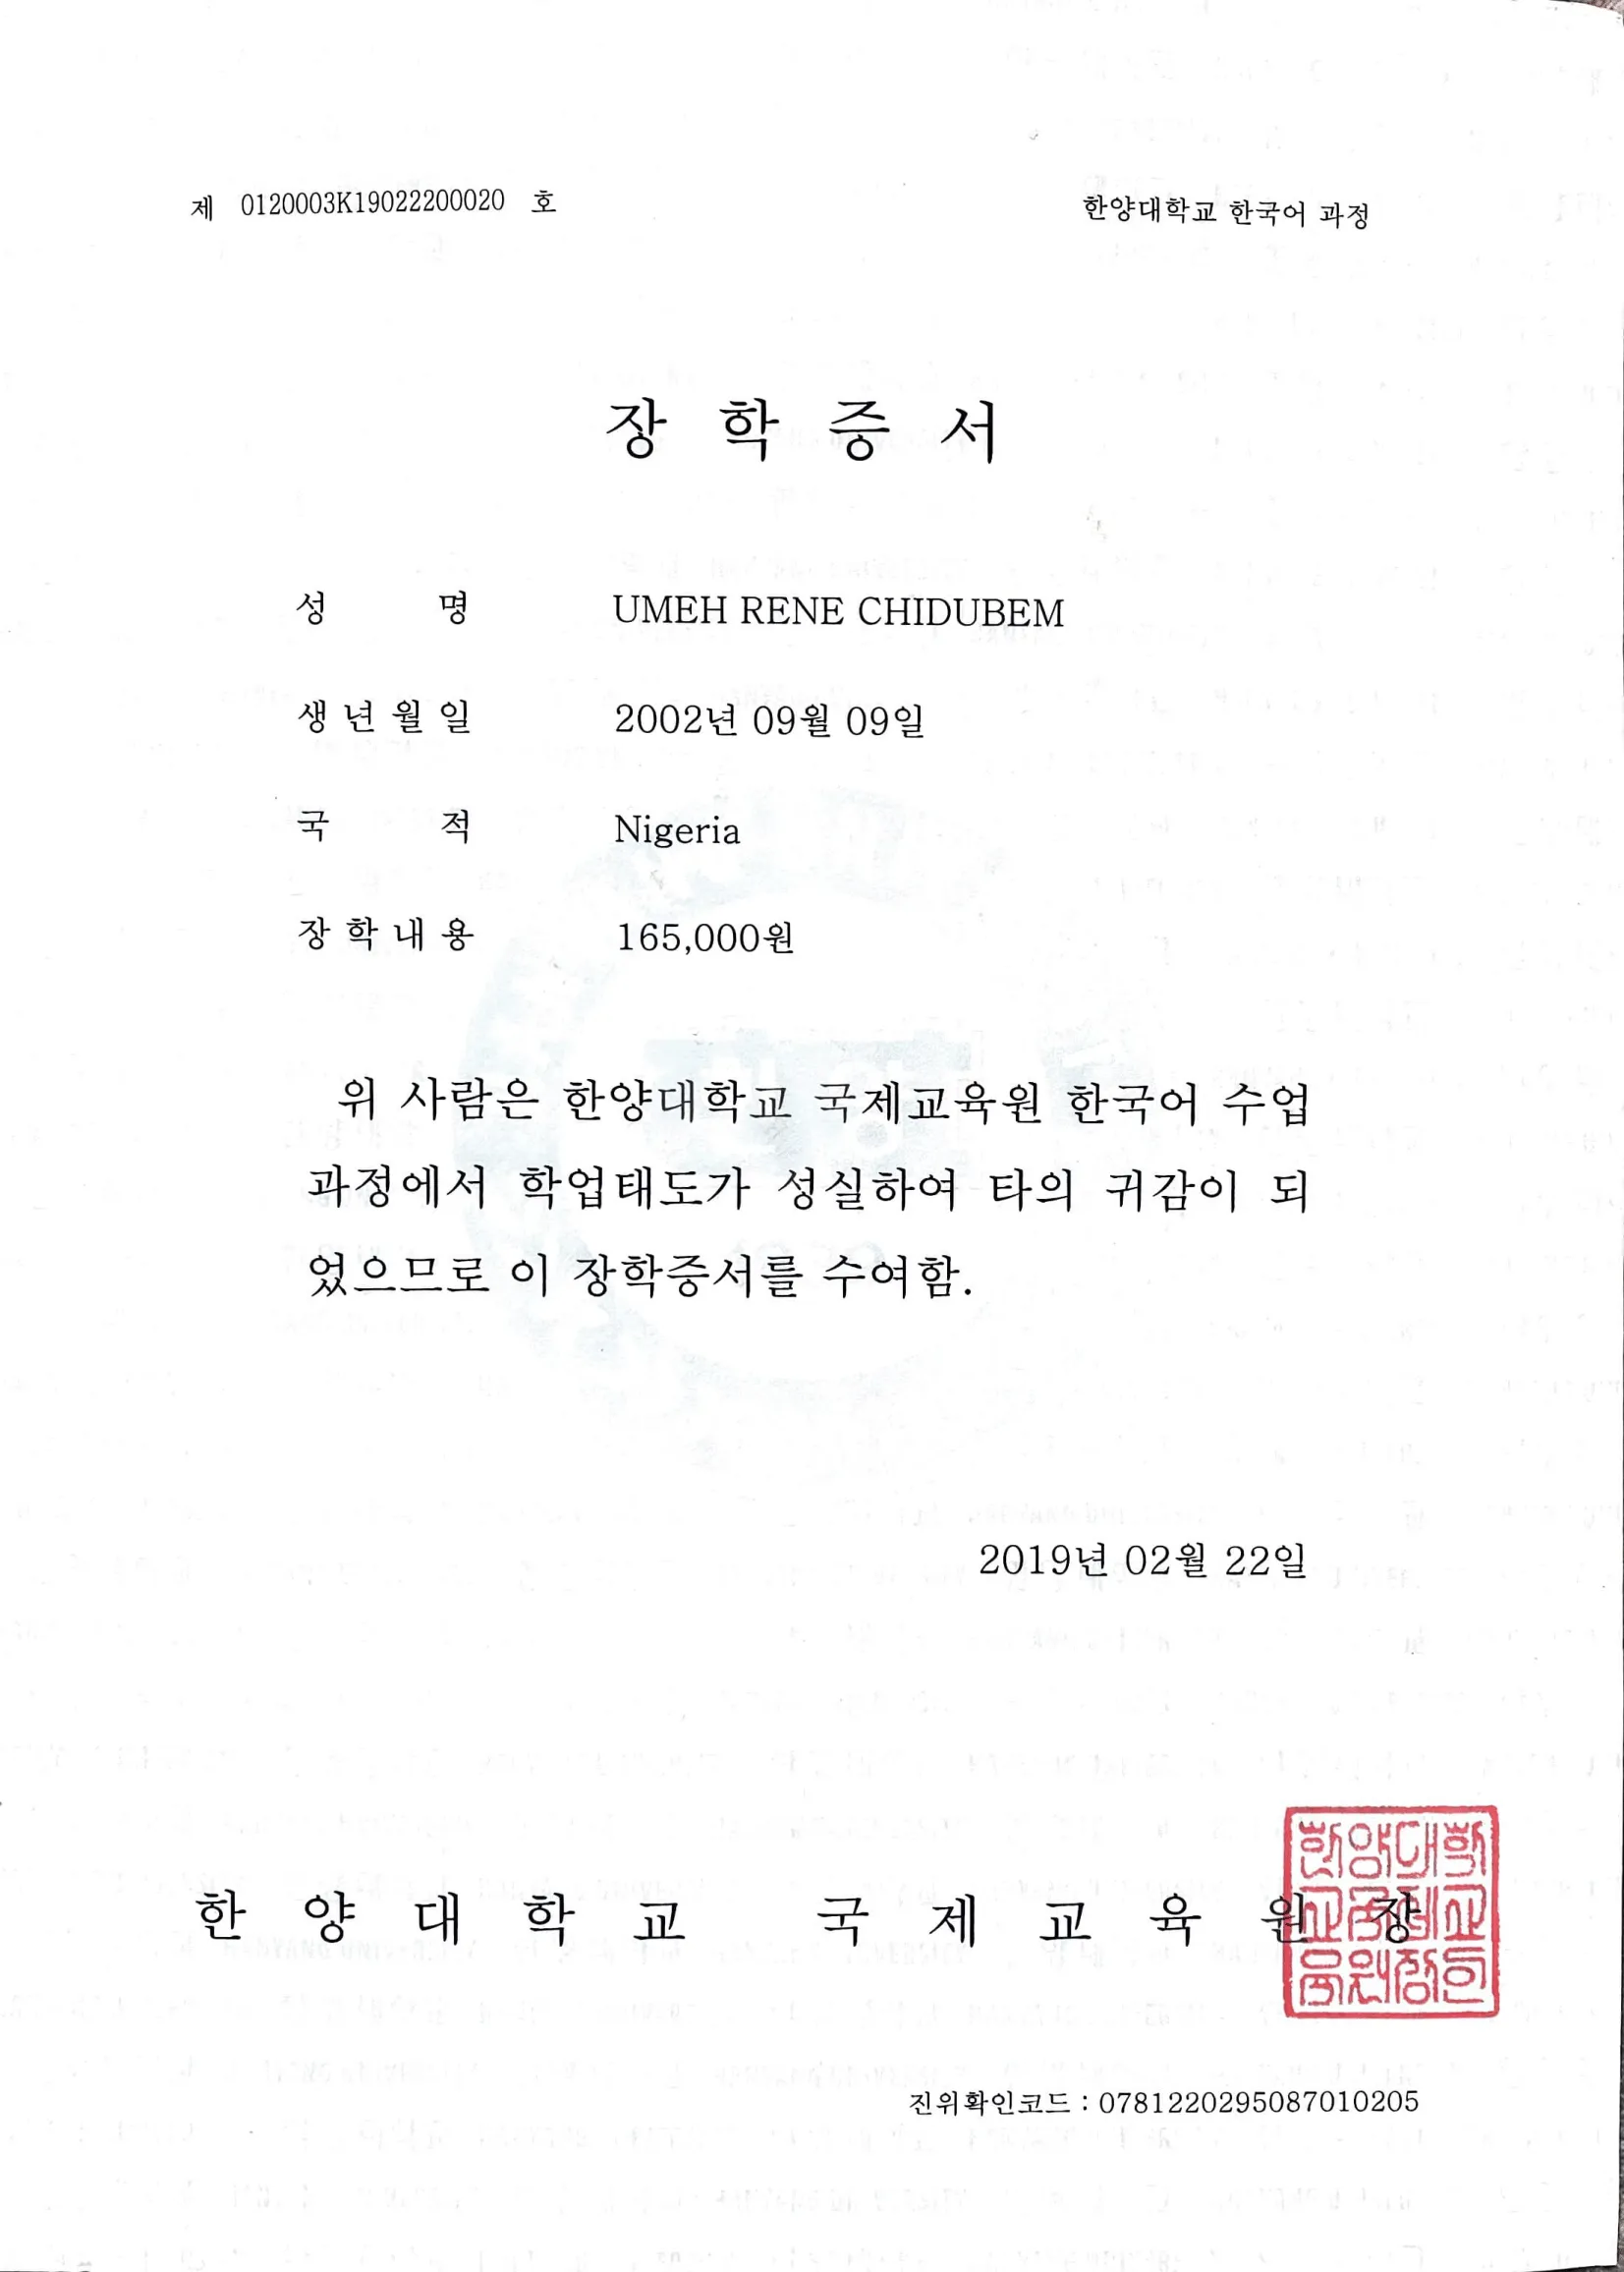 제 0120003K19022200020 호
한양대학교 한국어 과정
장 학 증 서
성 명 UMEH RENE CHIDUBEM
생 년 월 일 2002년 09월 09일
국 적 Nigeria
장 학 내 용 165,000원
위 사람은 한양대학교 국제교육원 한국어 수업
과정에서 학업태도가 성실하여 타의 귀감이 되
었으므로 이 장학증서를 수여함.
2019년 02월 22일
한 양 대 학 교 국 제 교 육 원 장
한양대학
교국제교
육원장인
진위확인코드 : 0781220295087010205